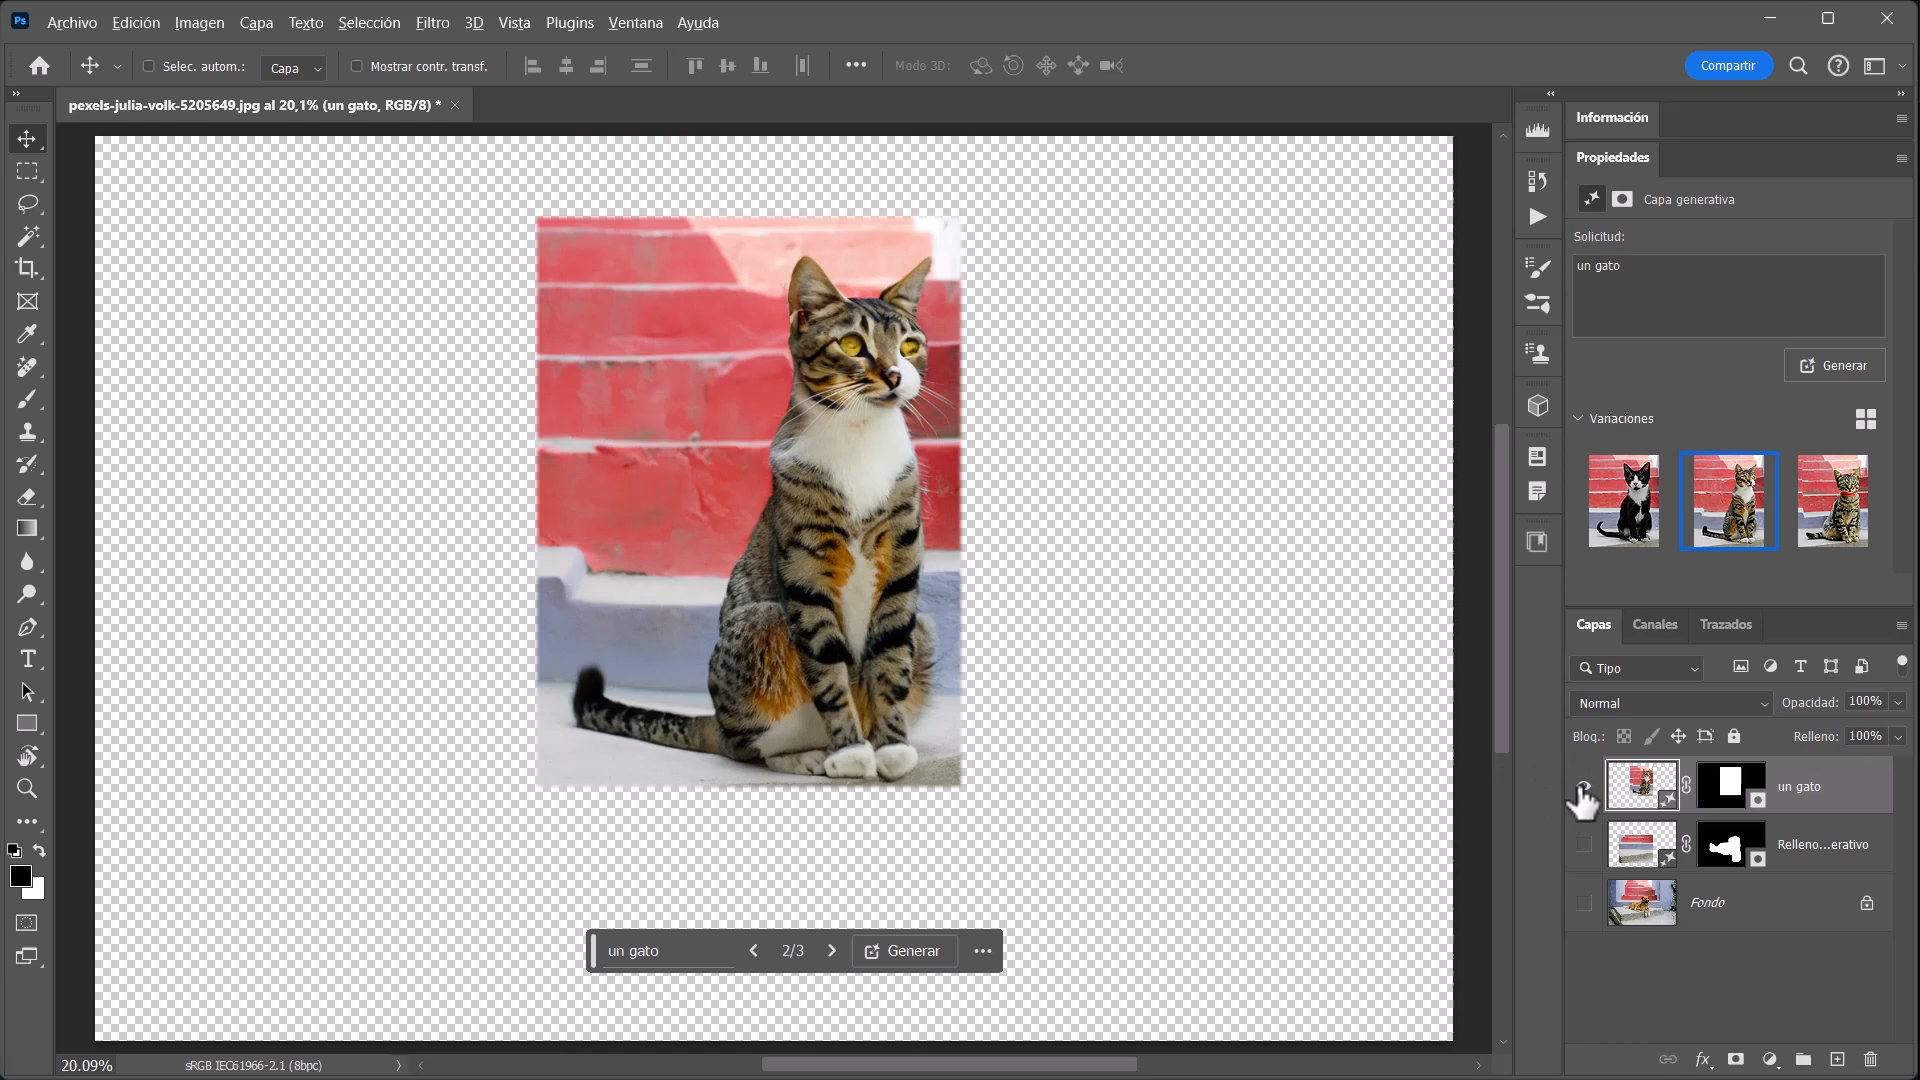 Ps
Archivo Edición Imagen Capa Texto Selección Filtro 3D Vista Plugins Ventana Ayuda
Selec. autom.: Capa Mostrar contr. transf. Modo 3D: Compartir
pexels-julia-volk-5205649.jpg al 20,1% (un gato, RGB/8) *
Información
Propiedades
Capa generativa
Solicitud:
un gato
Generar
Variaciones
Capas Canales Trazados
Tipo
Normal Opacidad: 100%
Bloq.: Relleno: 100%
un gato
Relleno...erativo
Fondo
un gato 2/3 Generar
20.09% sRGB IEC61966-2.1 (8bpc)
fx